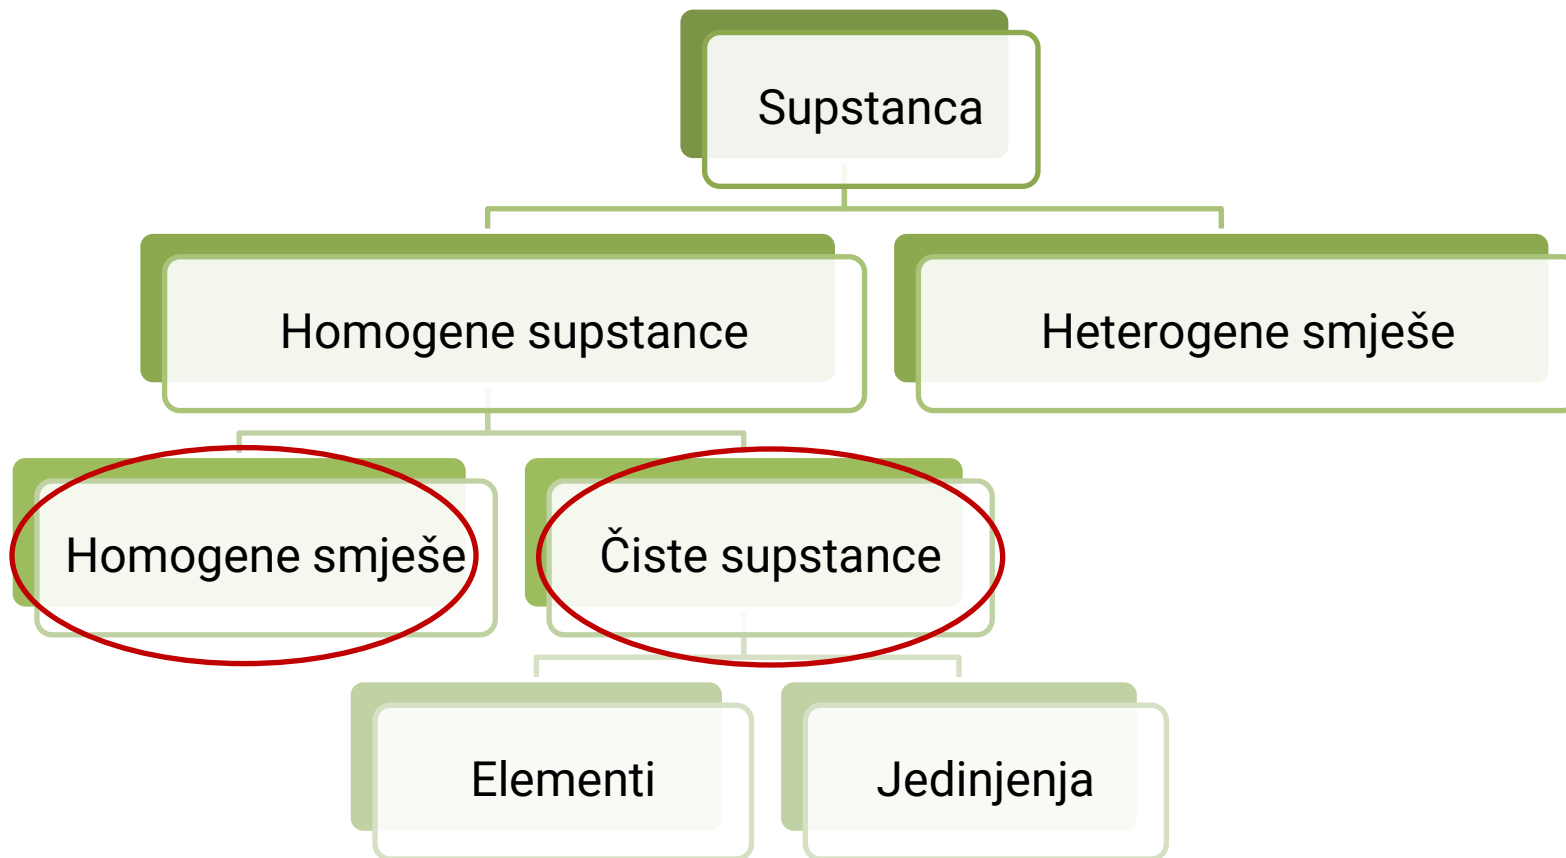 Supstanca
Homogene supstance
Heterogene smješe
Homogene smješe
Čiste supstance
Elementi
Jedinjenja